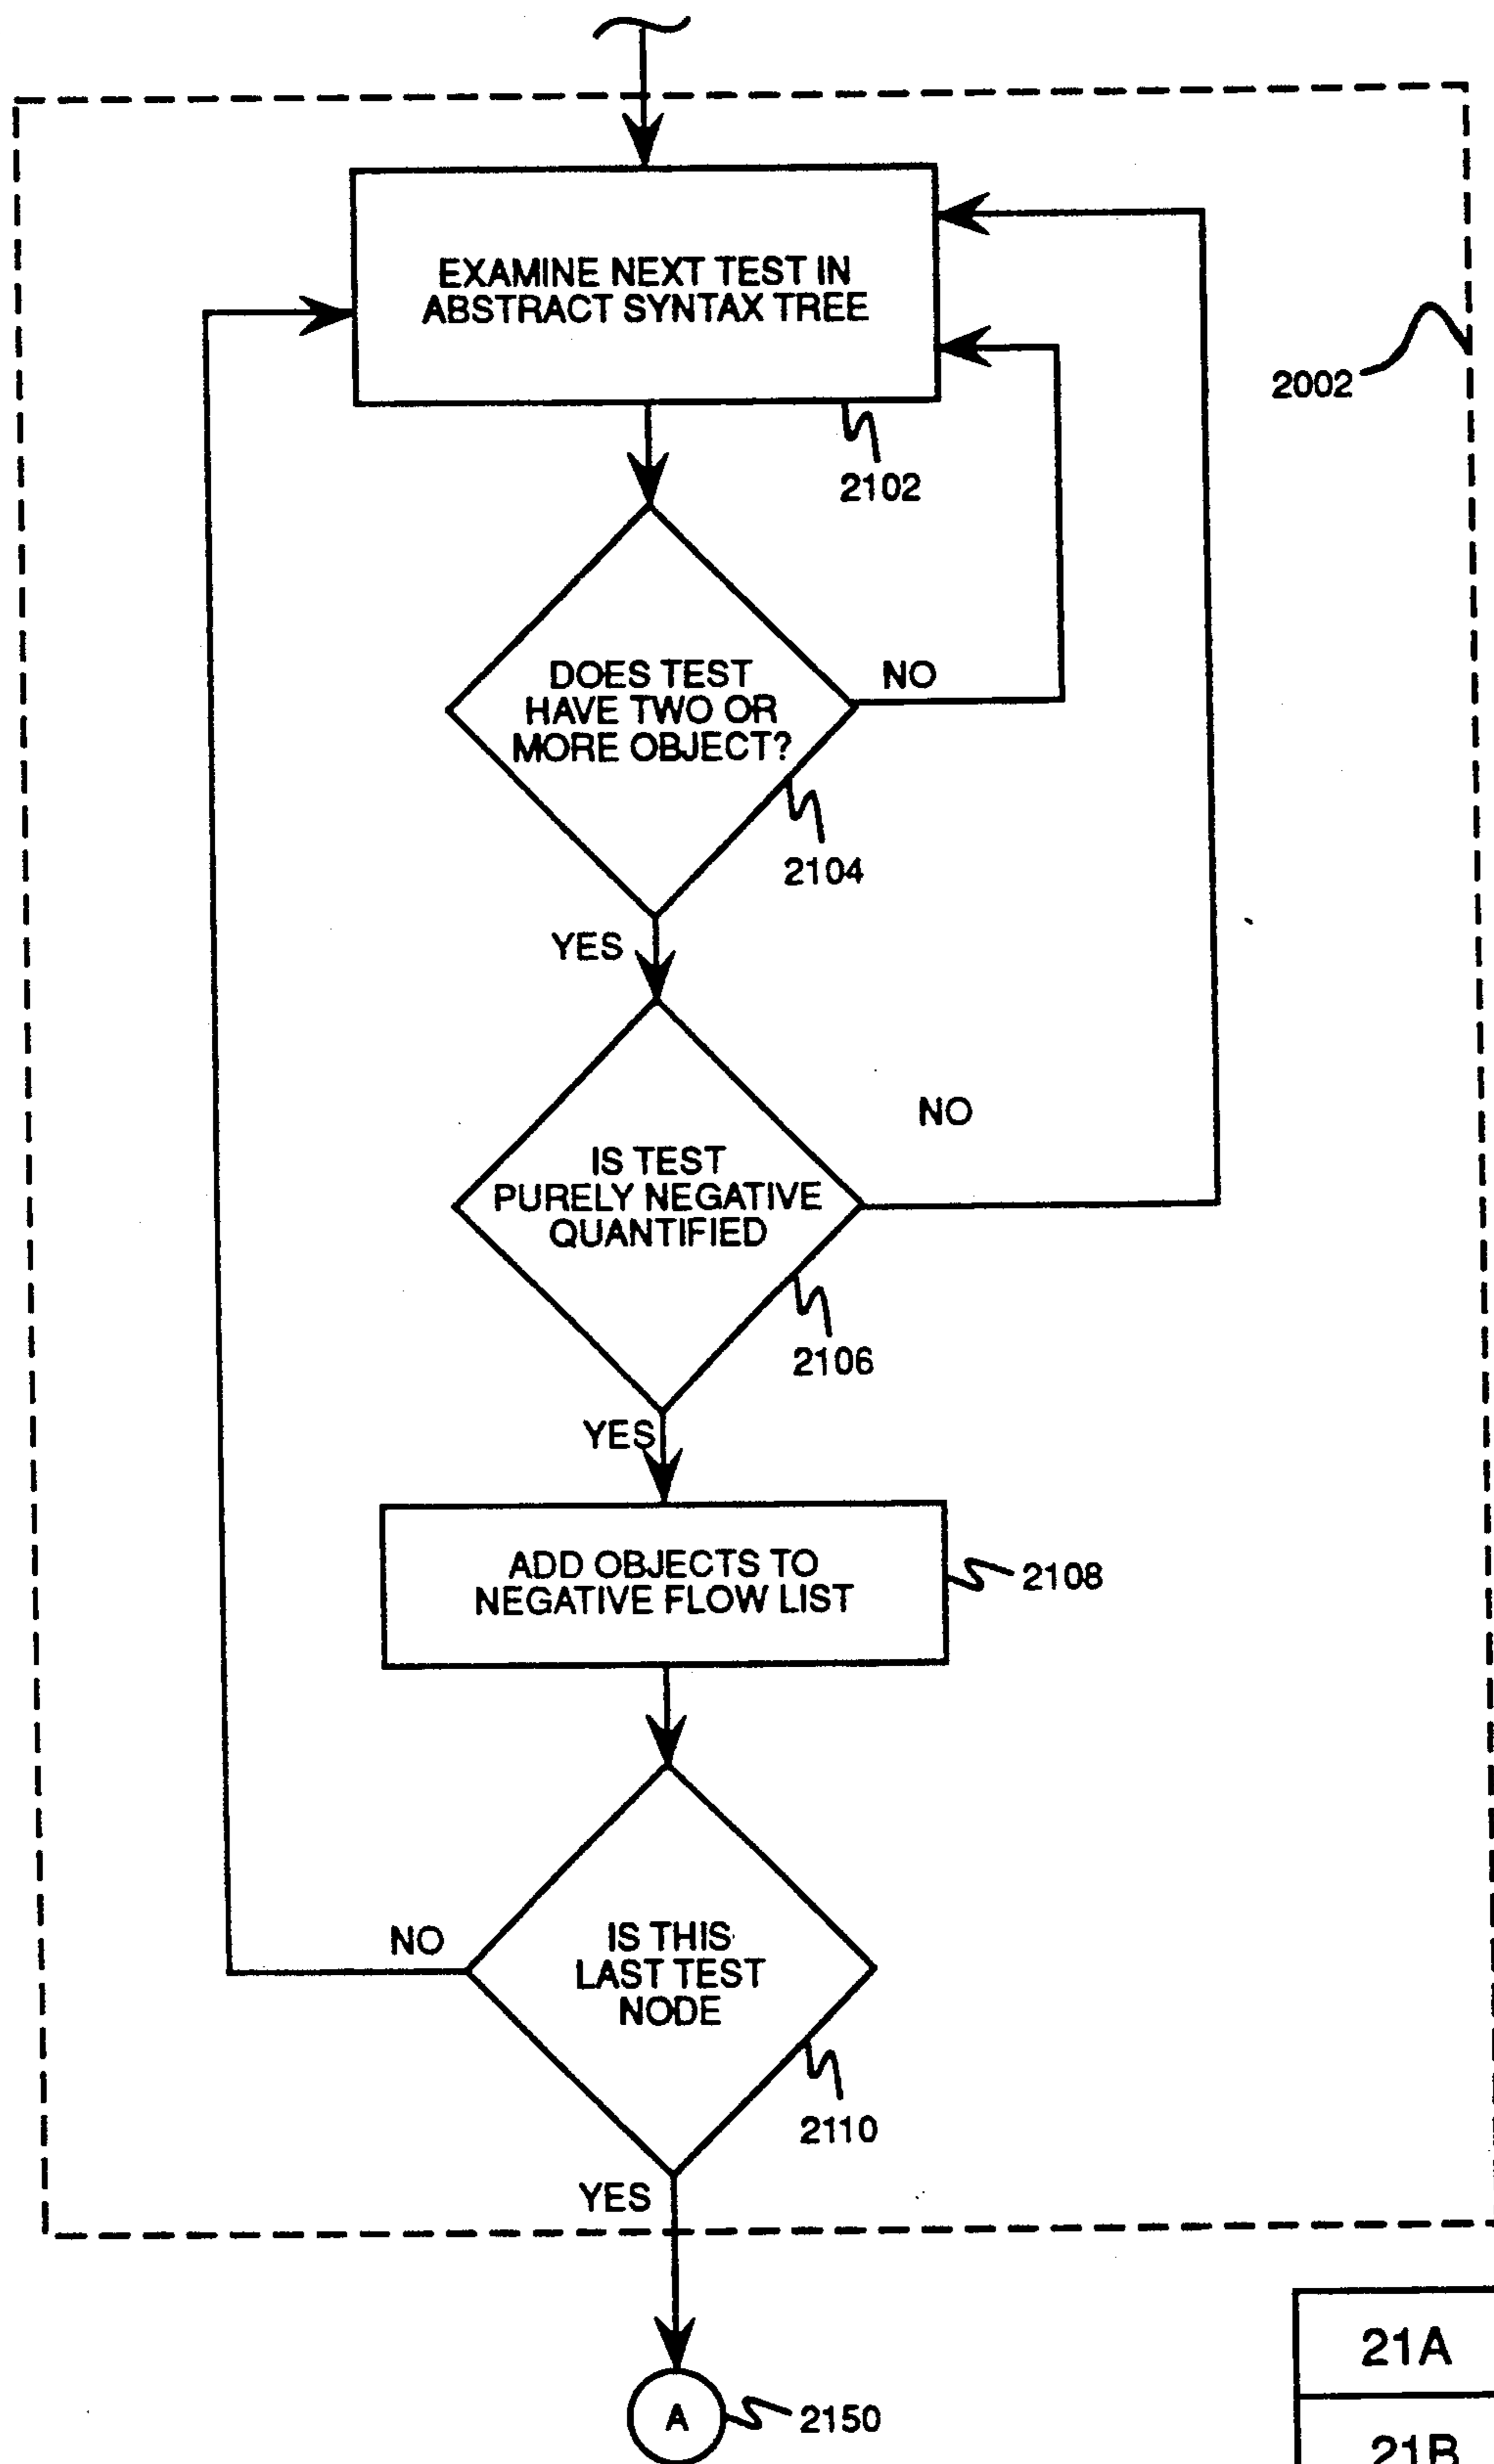 EXAMINE NEXT TEST IN
ABSTRACT SYNTAX TREE
2002
2102
DOES TEST
HAVE TWO OR
MORE OBJECT?
NO
2104
YES
NO
IS TEST
PURELY NEGATIVE
QUANTIFIED
2106
YES
ADD OBJECTS TO
NEGATIVE FLOW LIST
2108
NO
IS THIS
LAST TEST
NODE
2110
YES
21A
A
2150
21B